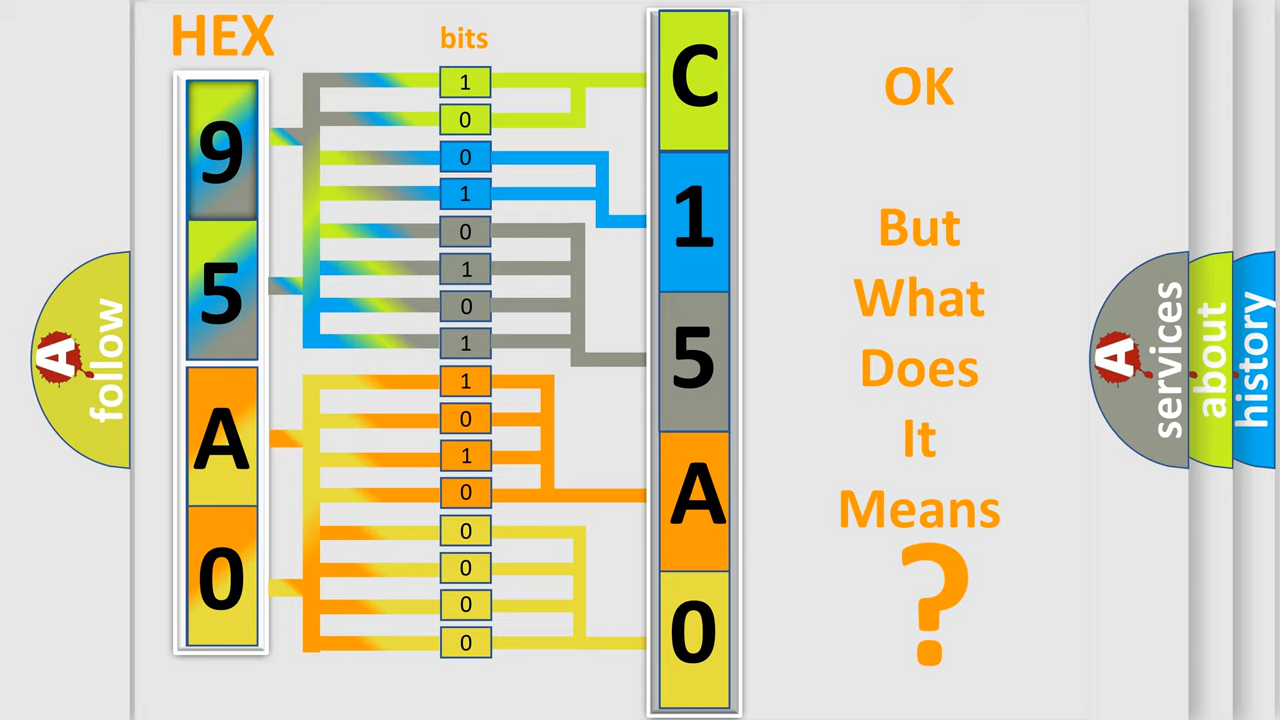 HEX
bits
9
5
A
0
1
0
0
1
0
1
0
1
1
0
1
0
0
0
0
0
C
1
5
A
0
OK
But
What
Does
It
Means
?
A
follow
A
services
about
history